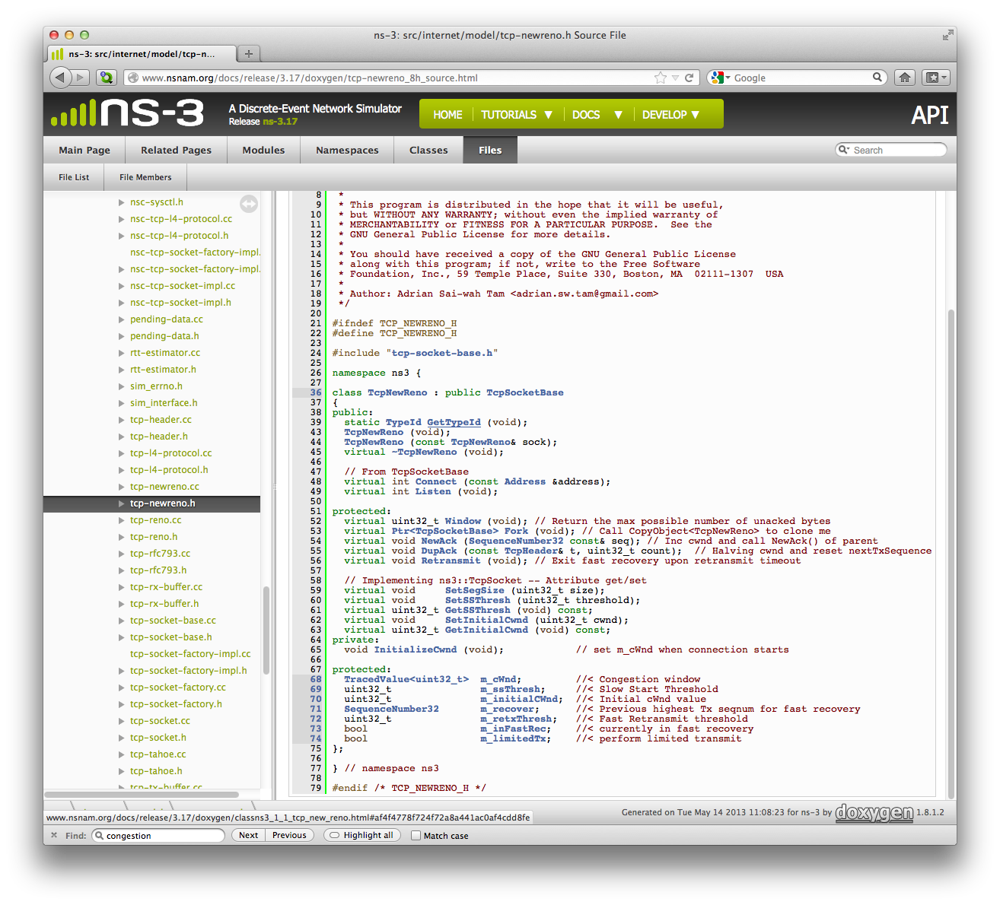 ns-3: src/internet/model/tcp-newreno.h Source File
ns-3: src/internet/model/tcp-n...
www.nsnam.org/docs/release/3.17/doxygen/tcp-newreno_8h_source.html
Google
ns-3
A Discrete-Event Network Simulator
Release ns-3.17
HOME TUTORIALS ▼ DOCS ▼ DEVELOP ▼
API
Main Page Related Pages Modules Namespaces Classes Files
Search
File List File Members
nsc-sysctl.h
nsc-tcp-l4-protocol.cc
nsc-tcp-l4-protocol.h
nsc-tcp-socket-factory-impl.
nsc-tcp-socket-factory-impl.
nsc-tcp-socket-impl.cc
nsc-tcp-socket-impl.h
pending-data.cc
pending-data.h
rtt-estimator.cc
rtt-estimator.h
sim_errno.h
sim_interface.h
tcp-header.cc
tcp-header.h
tcp-l4-protocol.cc
tcp-l4-protocol.h
tcp-newreno.cc
tcp-newreno.h
tcp-reno.cc
tcp-reno.h
tcp-rfc793.cc
tcp-rfc793.h
tcp-rx-buffer.cc
tcp-rx-buffer.h
tcp-socket-base.cc
tcp-socket-base.h
tcp-socket-factory-impl.cc
tcp-socket-factory-impl.h
tcp-socket-factory.cc
tcp-socket-factory.h
tcp-socket.cc
tcp-socket.h
tcp-tahoe.cc
tcp-tahoe.h
tcp-tx-buffer.cc
8 *
9 * This program is distributed in the hope that it will be useful,
10 * but WITHOUT ANY WARRANTY; without even the implied warranty of
11 * MERCHANTABILITY or FITNESS FOR A PARTICULAR PURPOSE.  See the
12 * GNU General Public License for more details.
13 *
14 * You should have received a copy of the GNU General Public License
15 * along with this program; if not, write to the Free Software
16 * Foundation, Inc., 59 Temple Place, Suite 330, Boston, MA  02111-1307  USA
17 *
18 * Author: Adrian Sai-wah Tam <adrian.sw.tam@gmail.com>
19 */
20
21 #ifndef TCP_NEWRENO_H
22 #define TCP_NEWRENO_H
23
24 #include "tcp-socket-base.h"
25
26 namespace ns3 {
27
36 class TcpNewReno : public TcpSocketBase
37 {
38 public:
39   static TypeId GetTypeId (void);
43   TcpNewReno (void);
44   TcpNewReno (const TcpNewReno& sock);
45   virtual ~TcpNewReno (void);
46
47   // From TcpSocketBase
48   virtual int Connect (const Address &address);
49   virtual int Listen (void);
50
51 protected:
52   virtual uint32_t Window (void); // Return the max possible number of unacked bytes
53   virtual Ptr<TcpSocketBase> Fork (void); // Call CopyObject<TcpNewReno> to clone me
54   virtual void NewAck (SequenceNumber32 const& seq); // Inc cwnd and call NewAck() of parent
55   virtual void DupAck (const TcpHeader& t, uint32_t count);  // Halving cwnd and reset nextTxSequence
56   virtual void Retransmit (void); // Exit fast recovery upon retransmit timeout
57
58   // Implementing ns3::TcpSocket -- Attribute get/set
59   virtual void     SetSegSize (uint32_t size);
60   virtual void     SetSSThresh (uint32_t threshold);
61   virtual uint32_t GetSSThresh (void) const;
62   virtual void     SetInitialCwnd (uint32_t cwnd);
63   virtual uint32_t GetInitialCwnd (void) const;
64 private:
65   void InitializeCwnd (void);            // set m_cWnd when connection starts
66
67 protected:
68   TracedValue<uint32_t>  m_cWnd;         //< Congestion window
69   uint32_t               m_ssThresh;     //< Slow Start Threshold
70   uint32_t               m_initialCWnd;  //< Initial cWnd value
71   SequenceNumber32       m_recover;      //< Previous highest Tx seqnum for fast recovery
72   uint32_t               m_retxThresh;   //< Fast Retransmit threshold
73   bool                   m_inFastRec;    //< currently in fast recovery
74   bool                   m_limitedTx;    //< perform limited transmit
75 };
76
77 } // namespace ns3
78
79 #endif /* TCP_NEWRENO_H */
Generated on Tue May 14 2013 11:08:23 for ns-3 by doxygen 1.8.1.2
www.nsnam.org/docs/release/3.17/doxygen/classns3_1_1_tcp_new_reno.html#af4f4778f724f72a8a441ac0af4cdd8fe
Find: congestion Next Previous Highlight all Match case